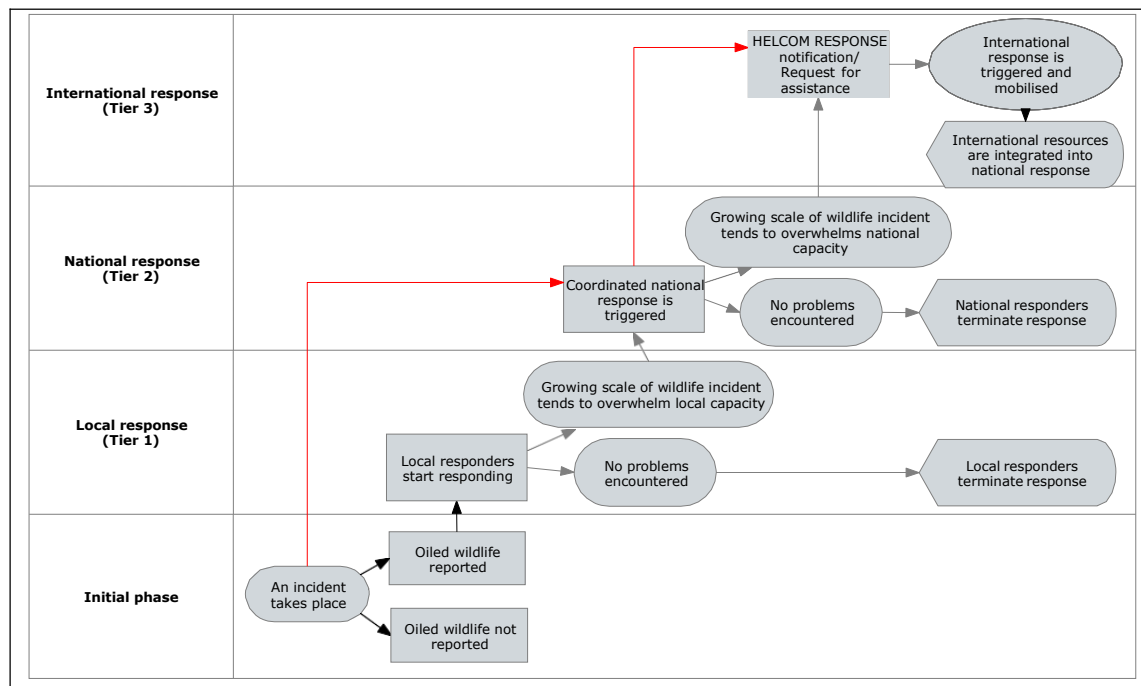 International response
(Tier 3)
HELCOM RESPONSE
notification/
Request for
assistance
International
response is
triggered and
mobilised
International resources
are integrated into
national response
National response
(Tier 2)
Growing scale of wildlife incident
tends to overwhelms national
capacity
Coordinated national
response is
triggered
No problems
encountered
National responders
terminate response
Local response
(Tier 1)
Growing scale of wildlife incident
tends to overwhelm local capacity
Local responders
start responding
No problems
encountered
Local responders
terminate response
Initial phase
An incident
takes place
Oiled wildlife
reported
Oiled wildlife not
reported